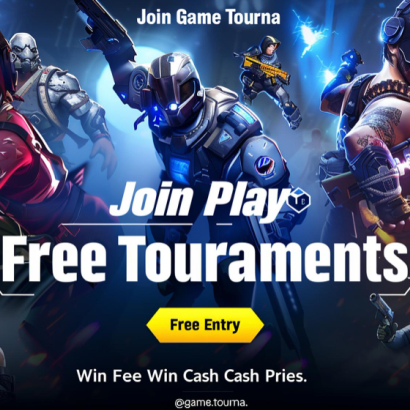 Join Game Tourna
Join Play
Free Touraments
Free Entry
Win Fee Win Cash Cash Pries.
@game.tourna.